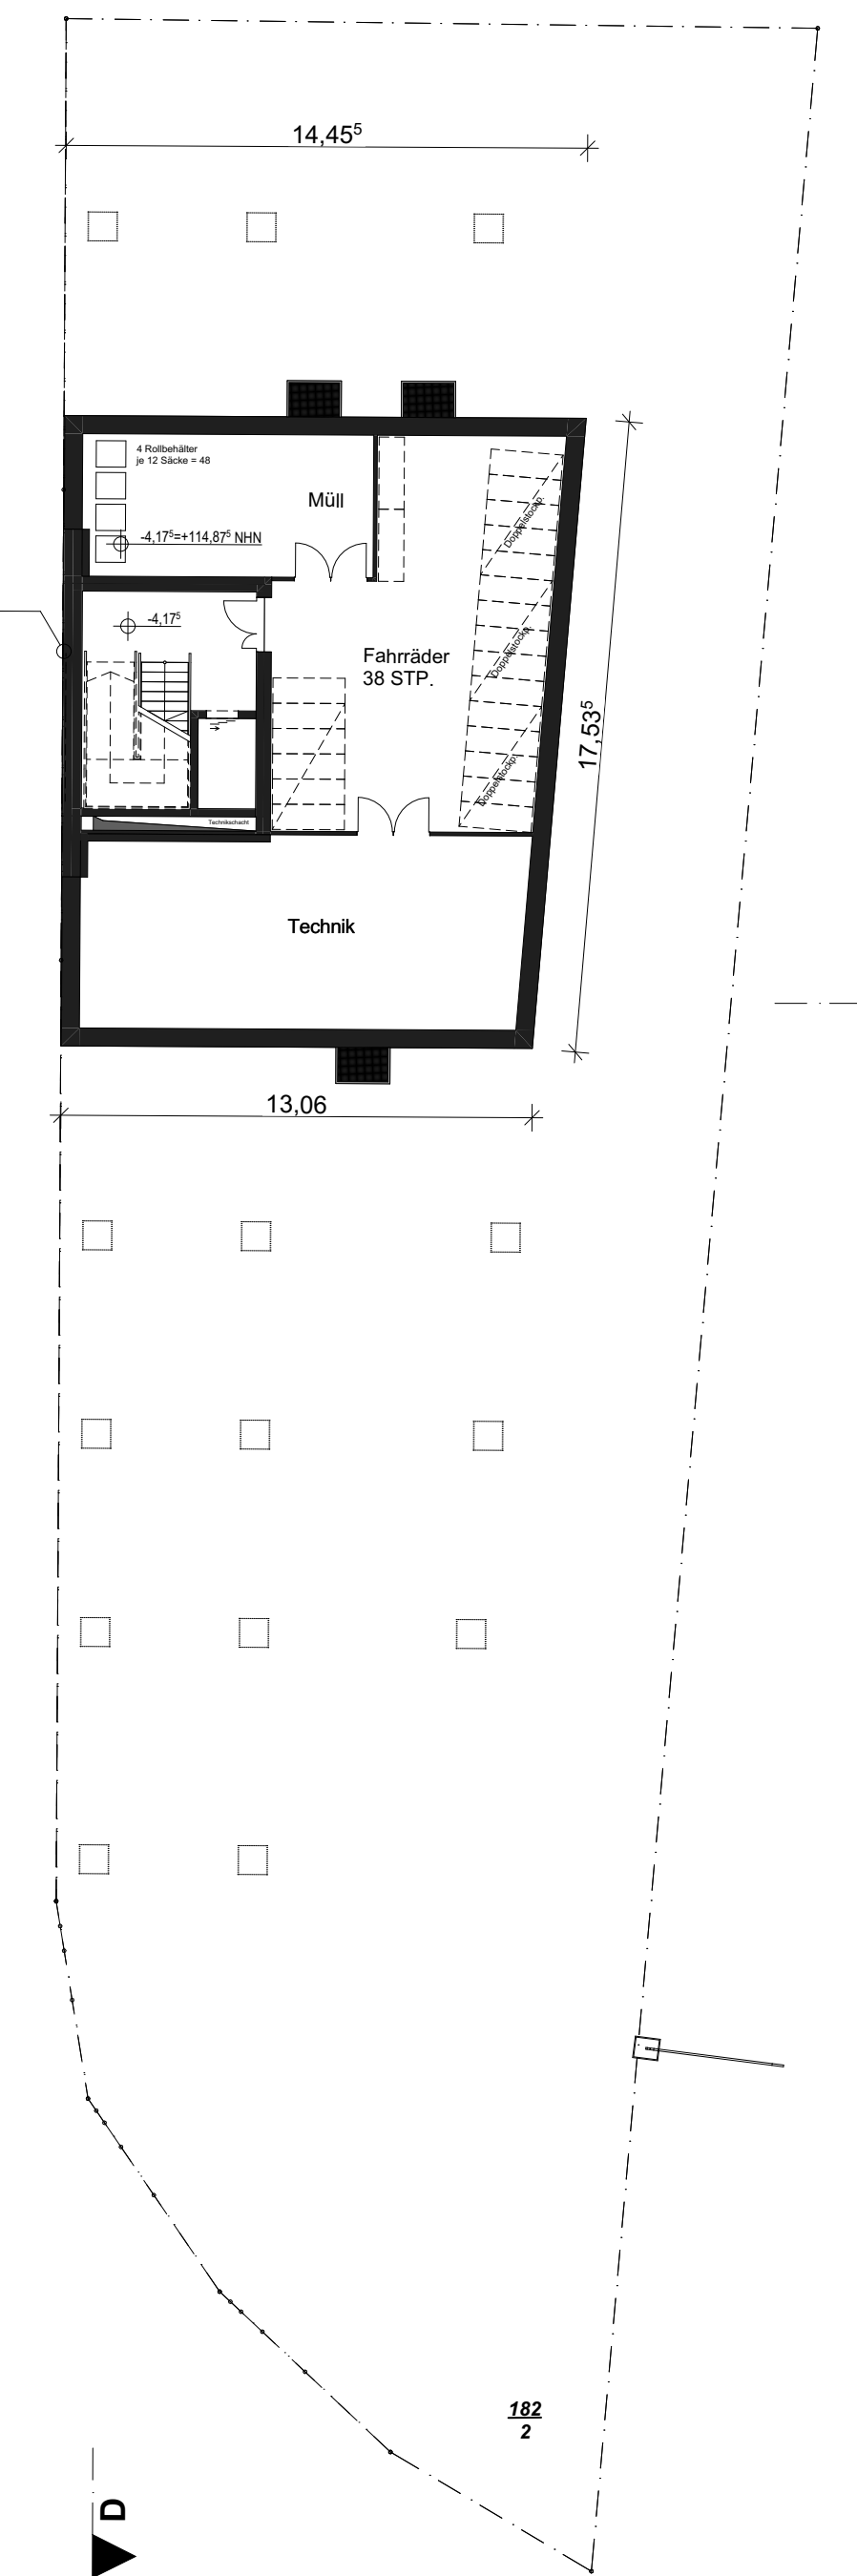 14,45⁵
4 Rollbehälter
je 12 Säcke = 48
Müll
-4,17⁵=+114,87⁵ NHN
Doppelstockp.
-4,17⁵
Fahrräder
38 STP.
Doppelstockp.
17,53⁵
Doppelstockp.
Technikschacht
Technik
13,06
182
2
D